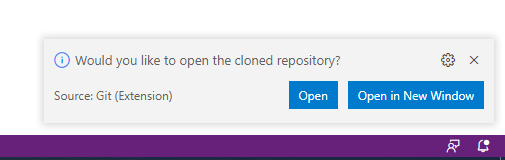 Would you like to open the cloned repository?
Source: Git (Extension)
Open
Open in New Window